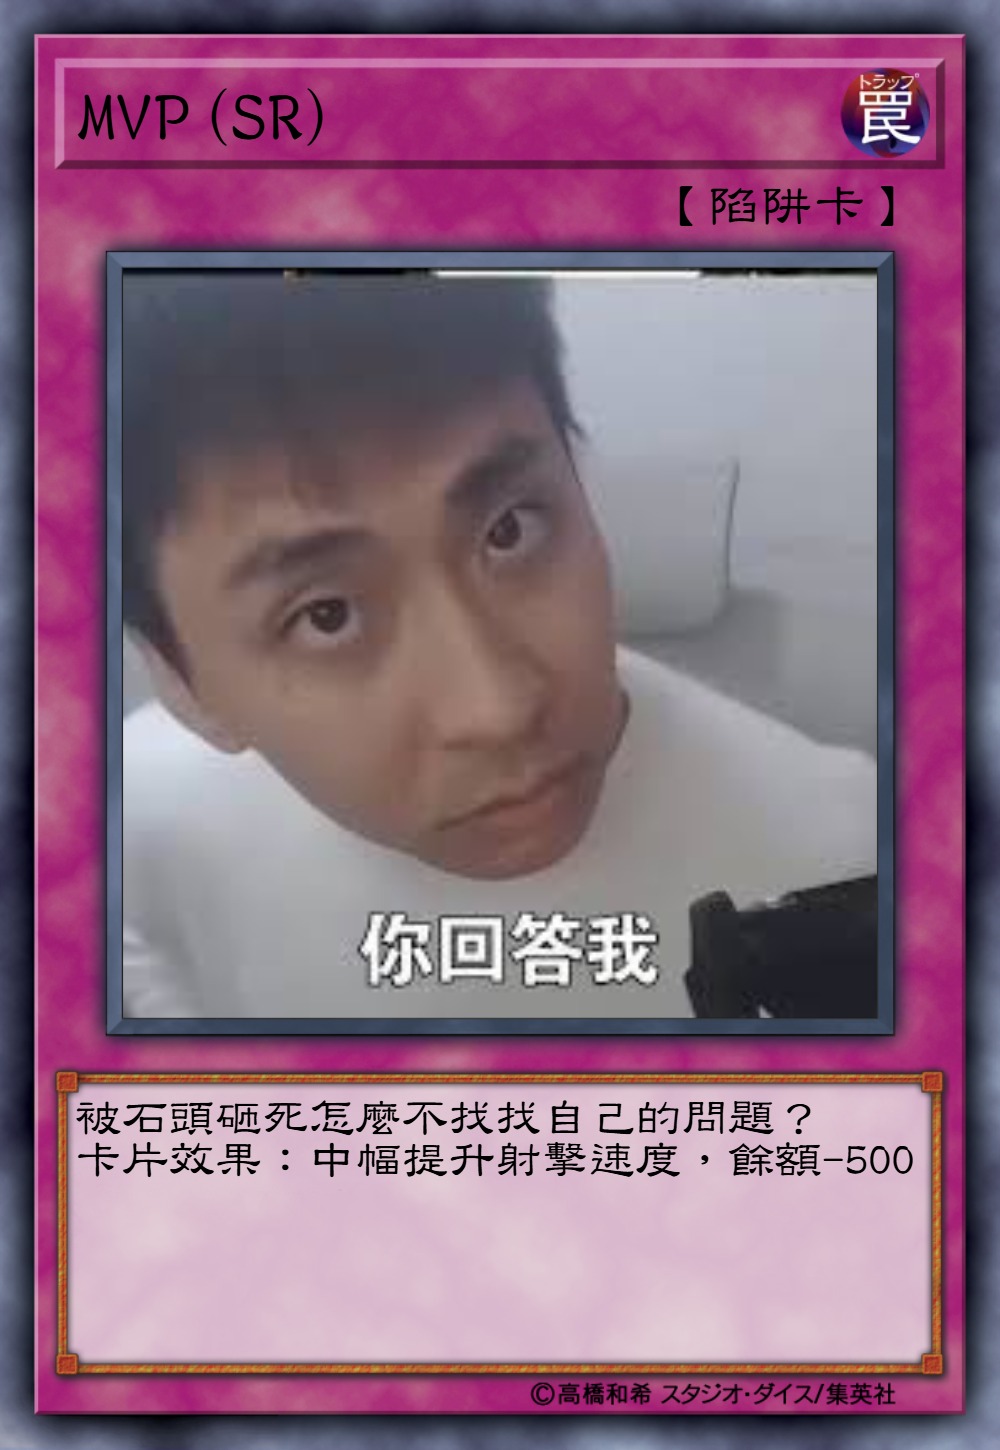 MVP (SR)
トラップ
罠
【陷阱卡】
你回答我
被石頭砸死怎麼不找找自己的問題？
卡片效果：中幅提升射擊速度，餘額-500
©高橋和希 スタジオ・ダイス/集英社